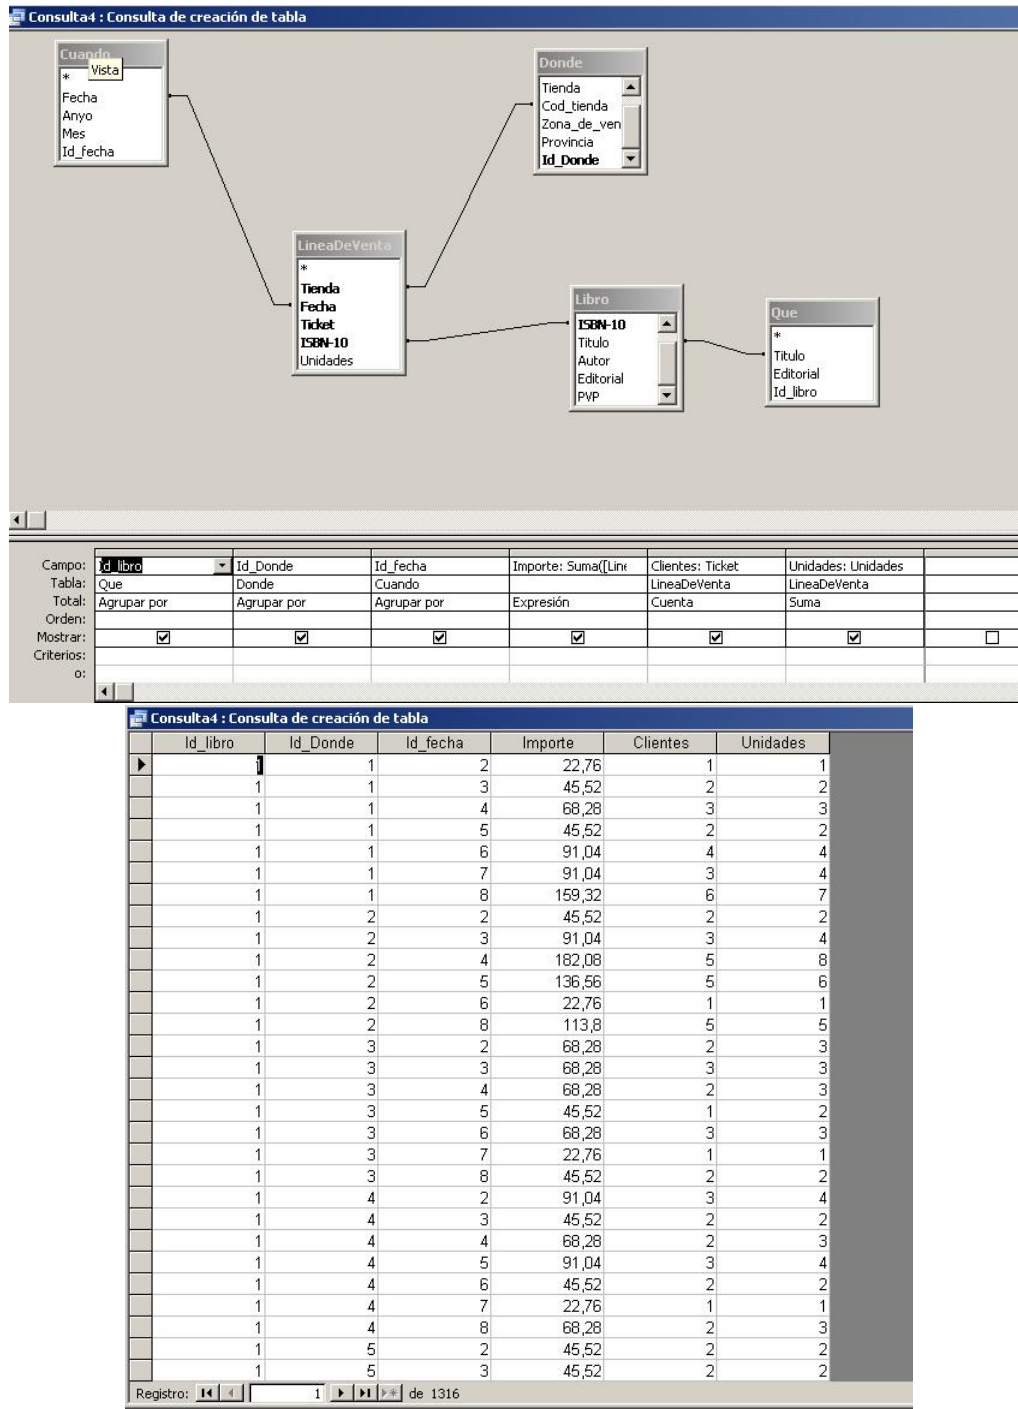 Consulta4 : Consulta de creación de tabla
Cuando
Vista
*
Fecha
Anyo
Mes
Id_fecha
Donde
Tienda
Cod_tienda
Zona_de_ven
Provincia
Id_Donde
LineaDeVenta
*
Tienda
Fecha
Ticket
ISBN-10
Unidades
Libro
ISBN-10
Titulo
Autor
Editorial
PVP
Que
*
Titulo
Editorial
Id_libro
Campo: Id_libro Id_Donde Id_fecha Importe: Suma([Line Clientes: Ticket Unidades: Unidades
Tabla: Que Donde Cuando LineaDeVenta LineaDeVenta
Total: Agrupar por Agrupar por Agrupar por Expresión Cuenta Suma
Orden:
Mostrar:
Criterios:
o:
Consulta4 : Consulta de creación de tabla
Id_libro Id_Donde Id_fecha Importe Clientes Unidades
1 1 2 22,76 1 1
1 1 3 45,52 2 2
1 1 4 68,28 3 3
1 1 5 45,52 2 2
1 1 6 91,04 4 4
1 1 7 91,04 3 4
1 1 8 159,32 6 7
1 2 2 45,52 2 2
1 2 3 91,04 3 4
1 2 4 182,08 5 8
1 2 5 136,56 5 6
1 2 6 22,76 1 1
1 2 8 113,8 5 5
1 3 2 68,28 2 3
1 3 3 68,28 3 3
1 3 4 68,28 2 3
1 3 5 45,52 1 2
1 3 6 68,28 3 3
1 3 7 22,76 1 1
1 3 8 45,52 2 2
1 4 2 91,04 3 4
1 4 3 45,52 2 2
1 4 4 68,28 2 3
1 4 5 91,04 3 4
1 4 6 45,52 2 2
1 4 7 22,76 1 1
1 4 8 68,28 2 3
1 5 2 45,52 2 2
1 5 3 45,52 2 2
Registro: 1 de 1316